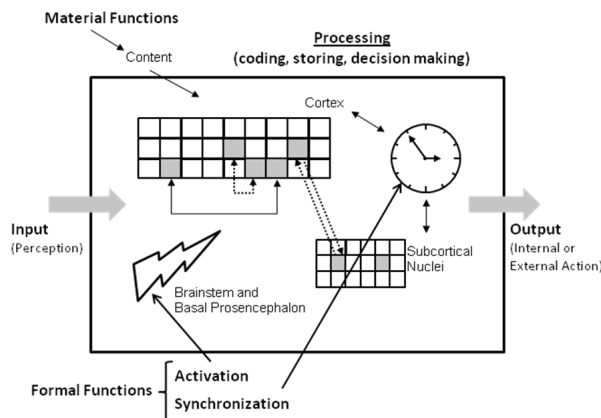 Material Functions
Content
Processing
(coding, storing, decision making)
Cortex
Input
(Perception)
Output
(Internal or
External Action)
Subcortical
Nuclei
Brainstem and
Basal Prosencephalon
Formal Functions
Activation
Synchronization